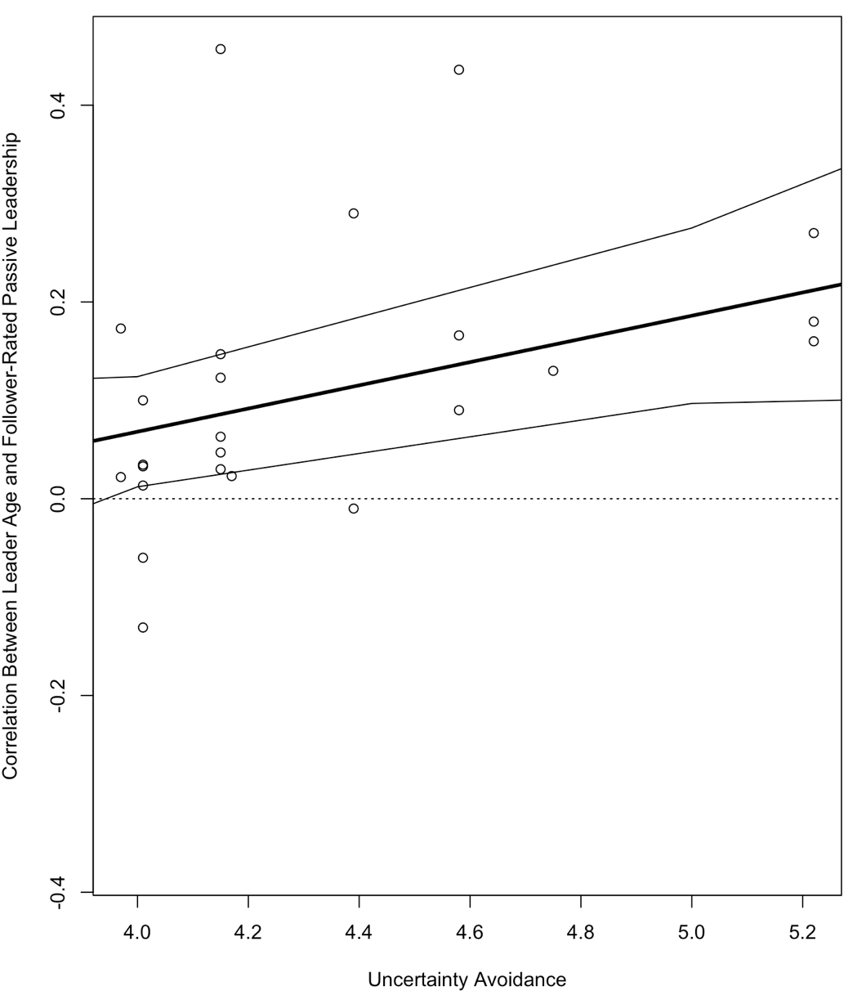 Correlation Between Leader Age and Follower-Rated Passive Leadership
0.4
0.2
0.0
-0.2
-0.4
4.0 4.2 4.4 4.6 4.8 5.0 5.2
Uncertainty Avoidance